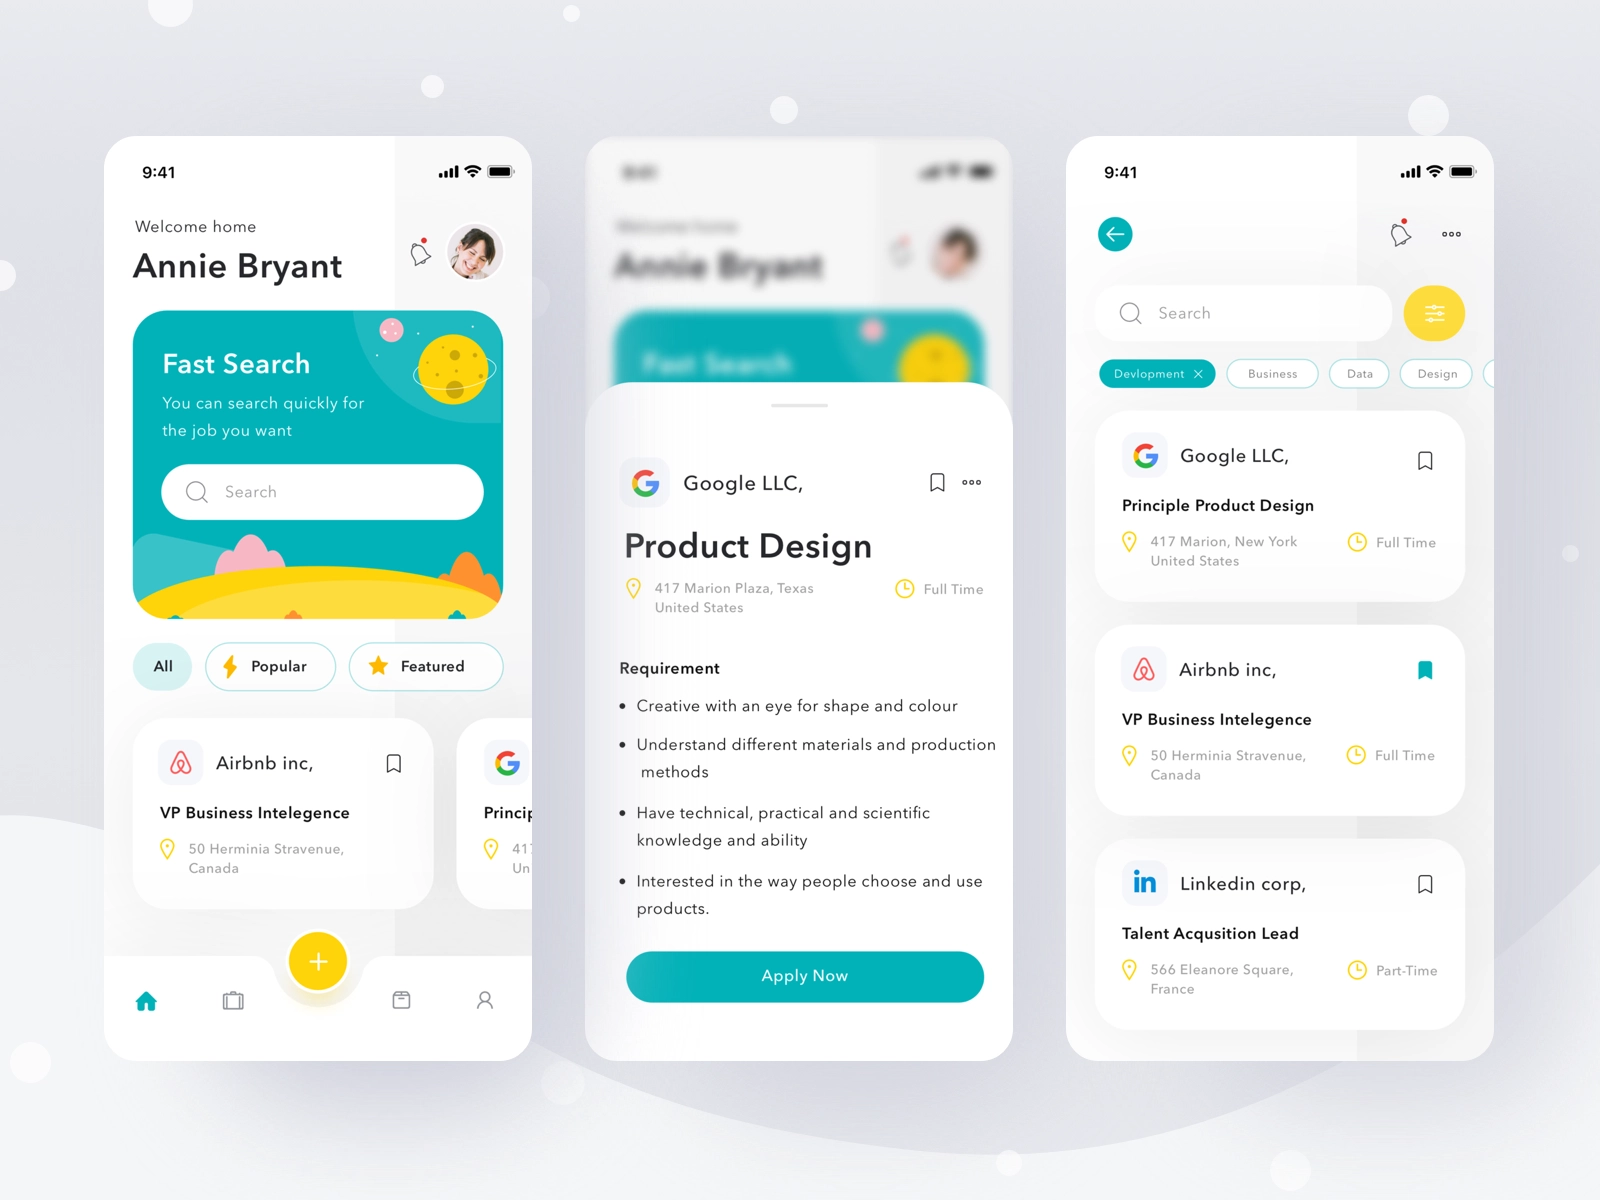 9:41
Welcome home
Annie Bryant
Fast Search
You can search quickly for
the job you want
Search
All
Popular
Featured
Airbnb inc,
VP Business Intelegence
50 Herminia Stravenue,
Canada
Princip
417
Un
9:41
Welcome home
Annie Bryant
Fast Search
Google LLC,
Product Design
417 Marion Plaza, Texas
United States
Full Time
Requirement
• Creative with an eye for shape and colour
• Understand different materials and production
methods
• Have technical, practical and scientific
knowledge and ability
• Interested in the way people choose and use
products.
Apply Now
9:41
Search
Devlopment
Business
Data
Design
Google LLC,
Principle Product Design
417 Marion, New York
United States
Full Time
Airbnb inc,
VP Business Intelegence
50 Herminia Stravenue,
Canada
Full Time
in
Linkedin corp,
Talent Acqusition Lead
566 Eleanore Square,
France
Part-Time